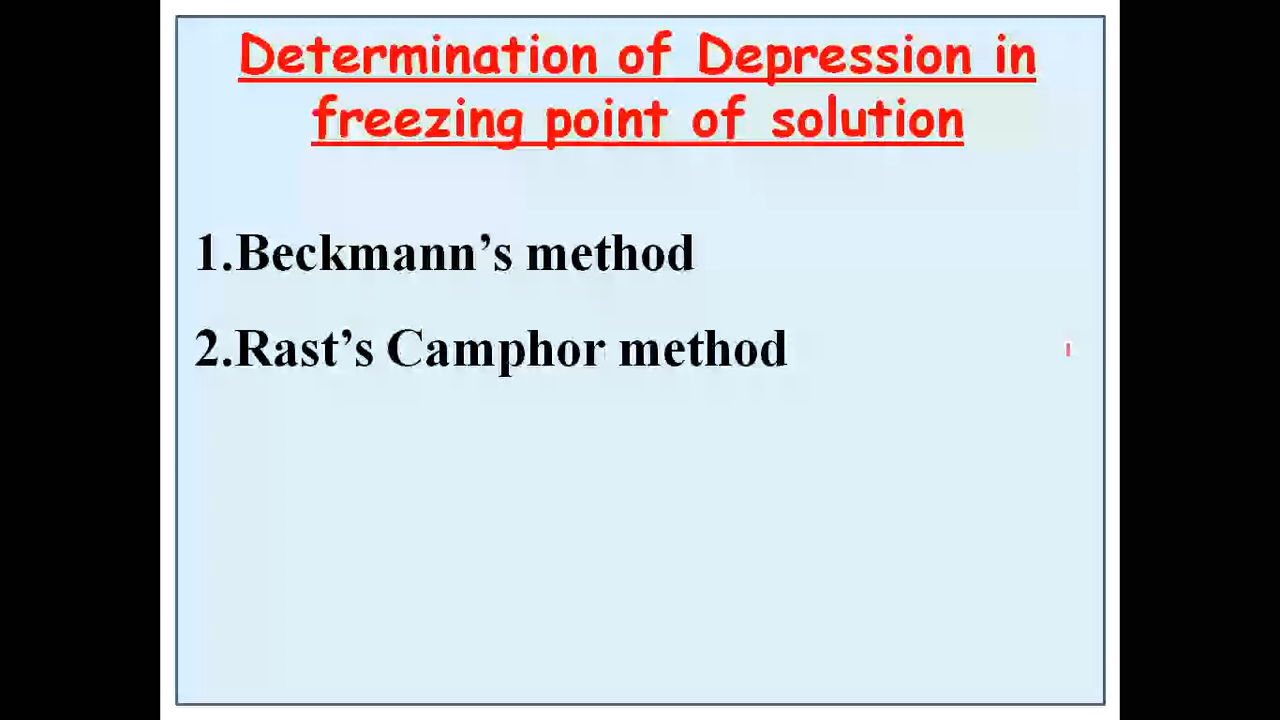 Determination of Depression in
freezing point of solution
1.Beckmann’s method
2.Rast’s Camphor method